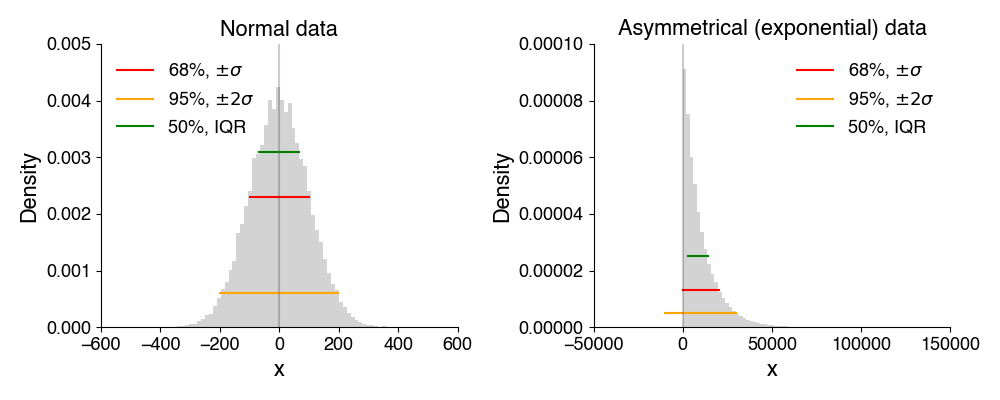 Normal data
0.005
0.004
0.003
0.002
0.001
0.000
Density
68%, ±σ
95%, ±2σ
50%, IQR
−600
−400
−200
0
200
400
600
x
Asymmetrical (exponential) data
0.00010
0.00008
0.00006
0.00004
0.00002
0.00000
Density
68%, ±σ
95%, ±2σ
50%, IQR
−50000
0
50000
100000
150000
x